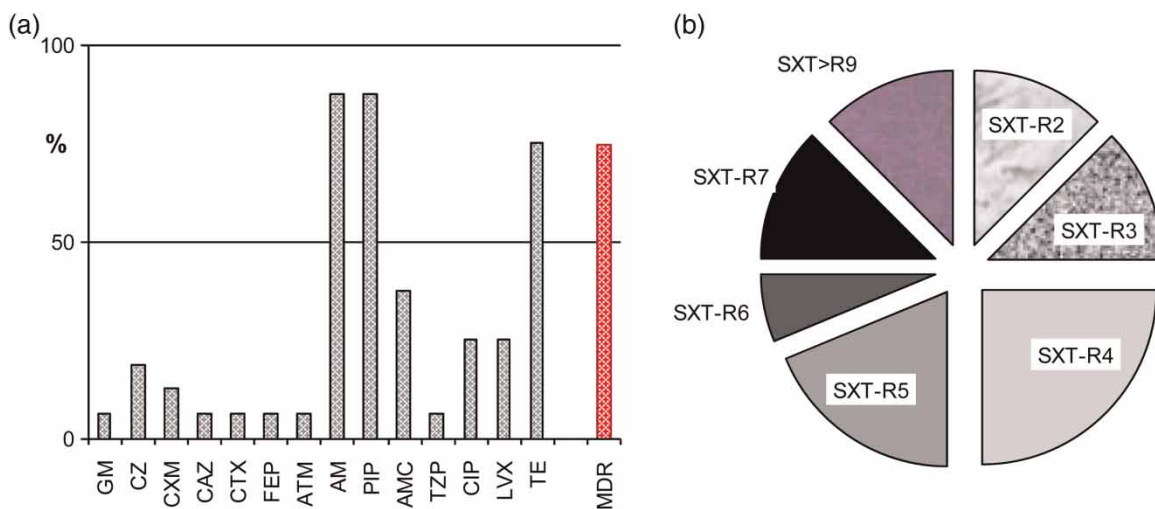 (a)
100
%
50
0
GM
CZ
CXM
CAZ
CTX
FEP
ATM
AM
PIP
AMC
TZP
CIP
LVX
TE
MDR
(b)
SXT>R9
SXT-R2
SXT-R7
SXT-R3
SXT-R6
SXT-R4
SXT-R5